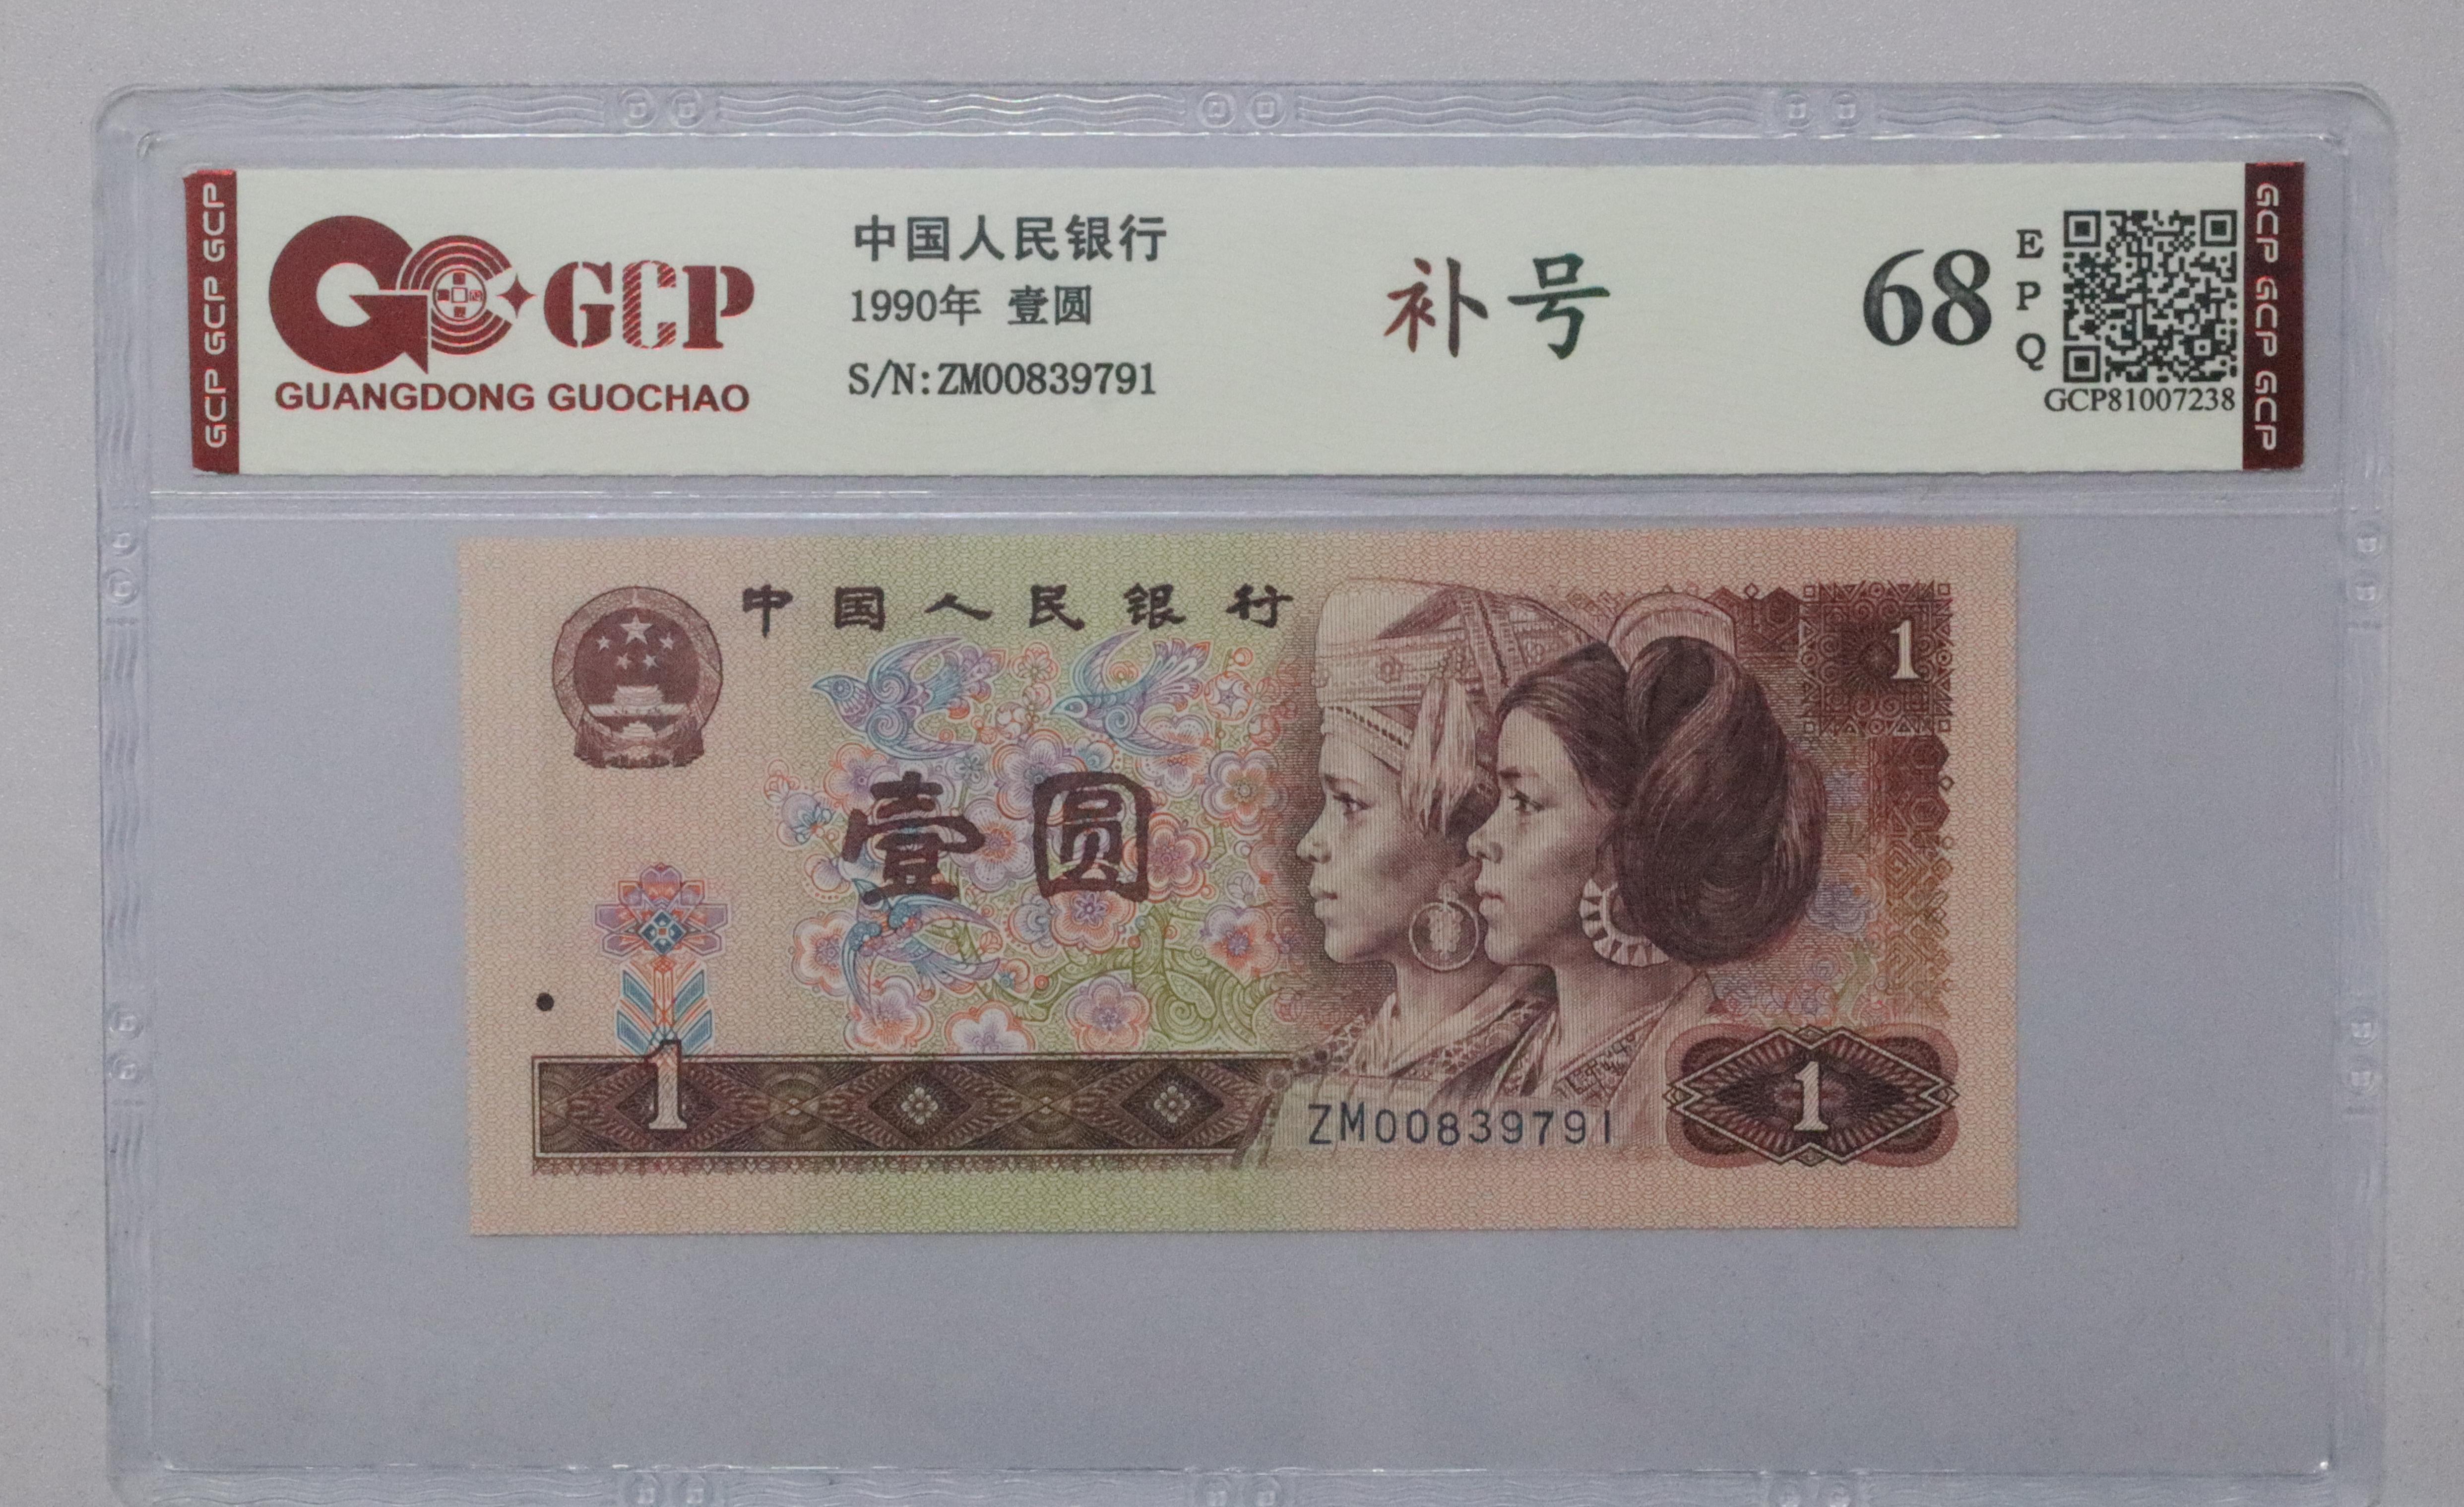 GCP GCP GCP
GCP
GUANGDONG GUOCHAO
中国人民银行
1990年 壹圆
S/N:ZM00839791
补号
68
EPQ
GCP81007238
GCP GCP GCP
中国人民银行
1
壹圆
1
ZM00839791
1